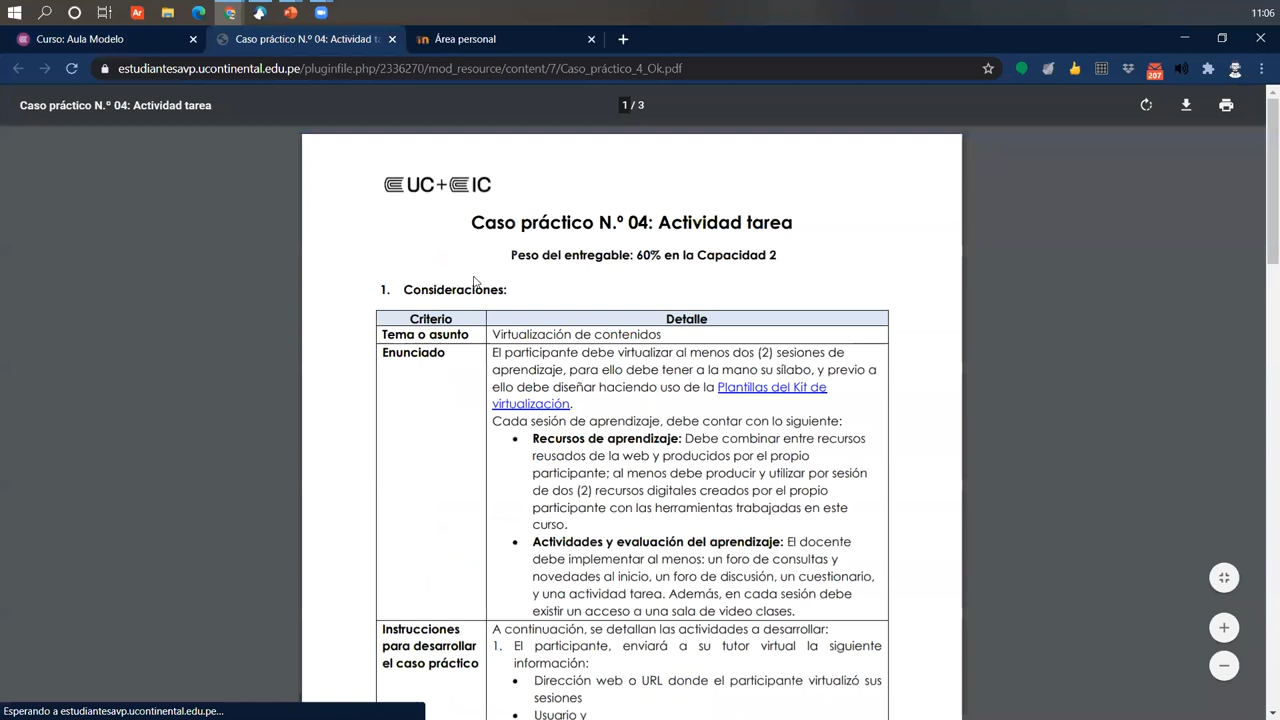 11:06
Curso: Aula Modelo
Caso práctico N.º 04: Actividad ta
Área personal
estudiantesavp.ucontinental.edu.pe/pluginfile.php/2336270/mod_resource/content/7/Caso_práctico_4_Ok.pdf
207
Caso práctico N.º 04: Actividad tarea
1 / 3
UC+ IC
Caso práctico N.º 04: Actividad tarea
Peso del entregable: 60% en la Capacidad 2
1. Consideraciones:
Criterio Detalle
Tema o asunto Virtualización de contenidos
Enunciado El participante debe virtualizar al menos dos (2) sesiones de
aprendizaje, para ello debe tener a la mano su sílabo, y previo a
ello debe diseñar haciendo uso de la Plantillas del Kit de
virtualización.
Cada sesión de aprendizaje, debe contar con lo siguiente:
• Recursos de aprendizaje: Debe combinar entre recursos
reusados de la web y producidos por el propio
participante; al menos debe producir y utilizar por sesión
de dos (2) recursos digitales creados por el propio
participante con las herramientas trabajadas en este
curso.
• Actividades y evaluación del aprendizaje: El docente
debe implementar al menos: un foro de consultas y
novedades al inicio, un foro de discusión, un cuestionario,
y una actividad tarea. Además, en cada sesión debe
existir un acceso a una sala de video clases.
Instrucciones A continuación, se detallan las actividades a desarrollar:
para desarrollar 1. El participante, enviará a su tutor virtual la siguiente
el caso práctico información:
• Dirección web o URL donde el participante virtualizó sus
sesiones
• Usuario y
Esperando a estudiantesavp.ucontinental.edu.pe...